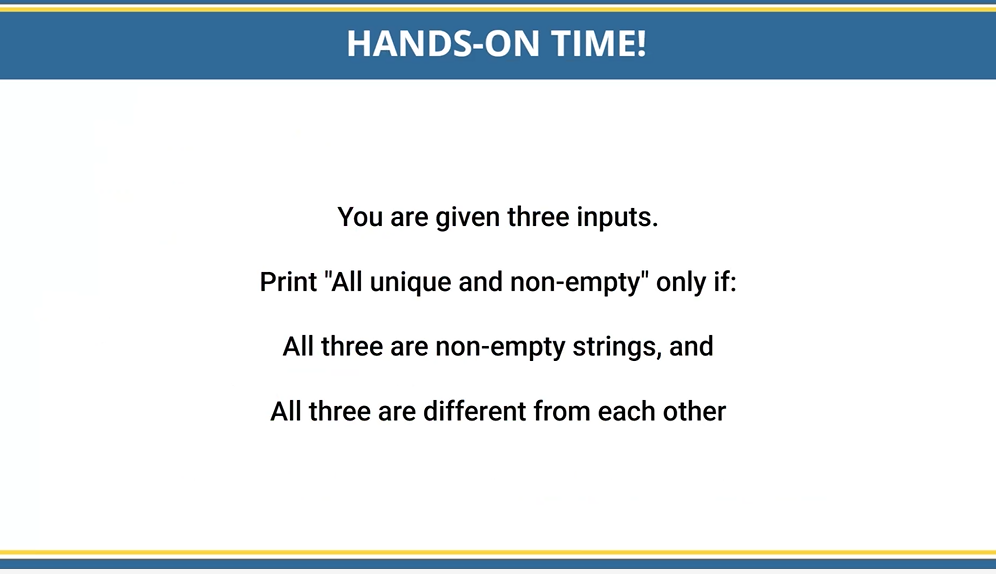 HANDS-ON TIME!
You are given three inputs.
Print "All unique and non-empty" only if:
All three are non-empty strings, and
All three are different from each other